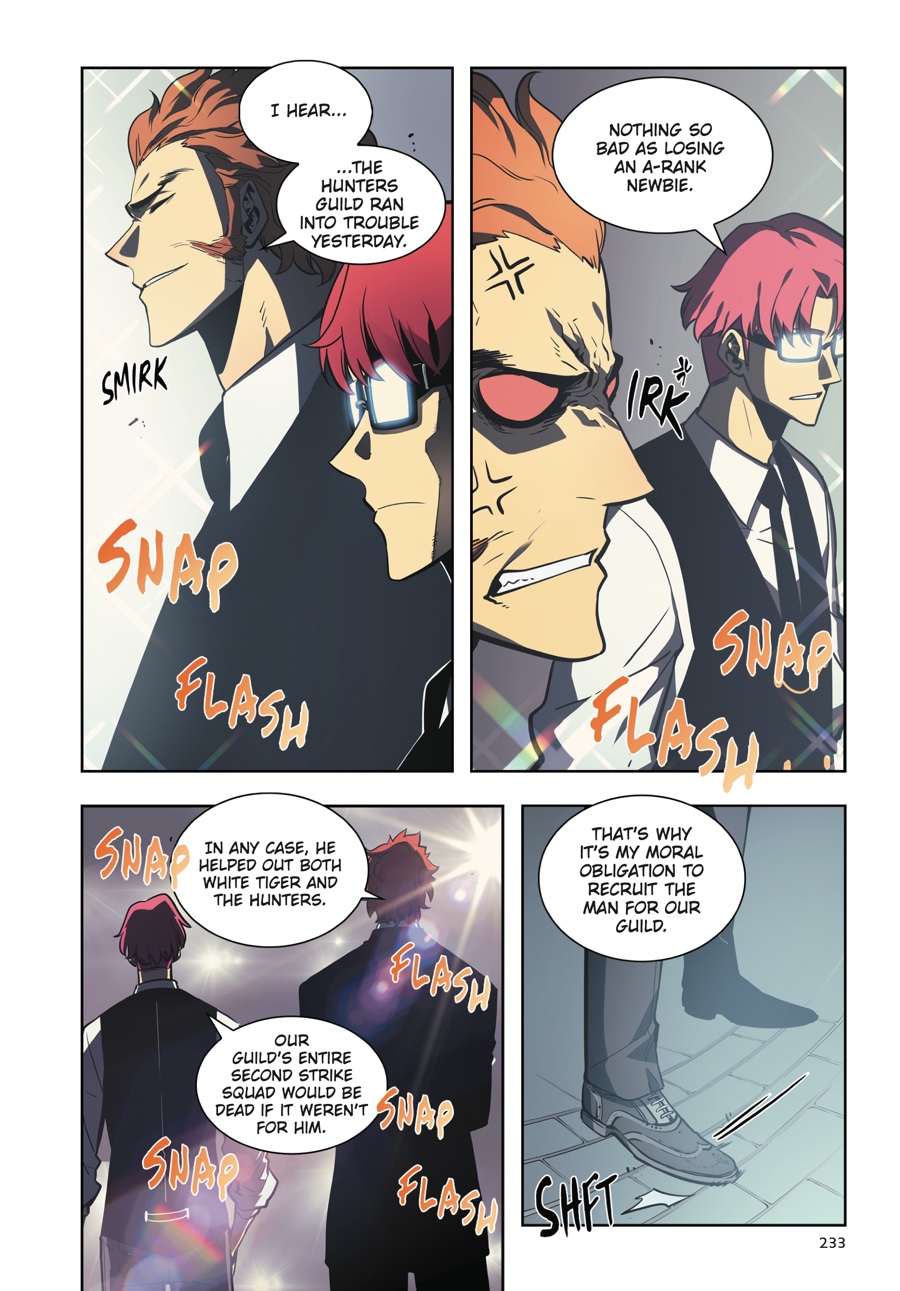 I HEAR...
...THE
HUNTERS
GUILD RAN
INTO TROUBLE
YESTERDAY.
SMIRK
SNAP
FLASH
NOTHING SO
BAD AS LOSING
AN A-RANK
NEWBIE.
IRK
SNAP
FLASH
SNAP
IN ANY CASE, HE
HELPED OUT BOTH
WHITE TIGER AND
THE HUNTERS.
FLASH
OUR
GUILD'S ENTIRE
SECOND STRIKE
SQUAD WOULD BE
DEAD IF IT WEREN'T
FOR HIM.
SNAP
SNAP
FLASH
THAT'S WHY
IT'S MY MORAL
OBLIGATION TO
RECRUIT THE
MAN FOR OUR
GUILD.
SHFT
233